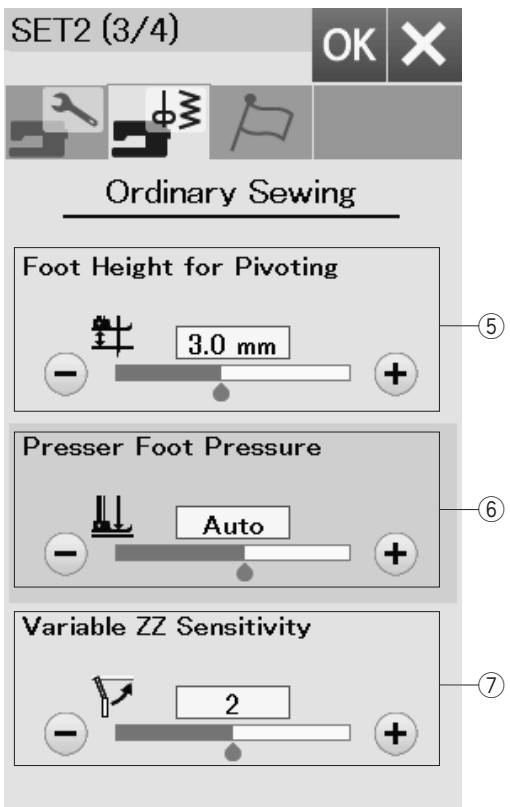 SET2 (3/4)
OK
Ordinary Sewing
Foot Height for Pivoting
3.0 mm
⑤
Presser Foot Pressure
Auto
⑥
Variable ZZ Sensitivity
2
⑦